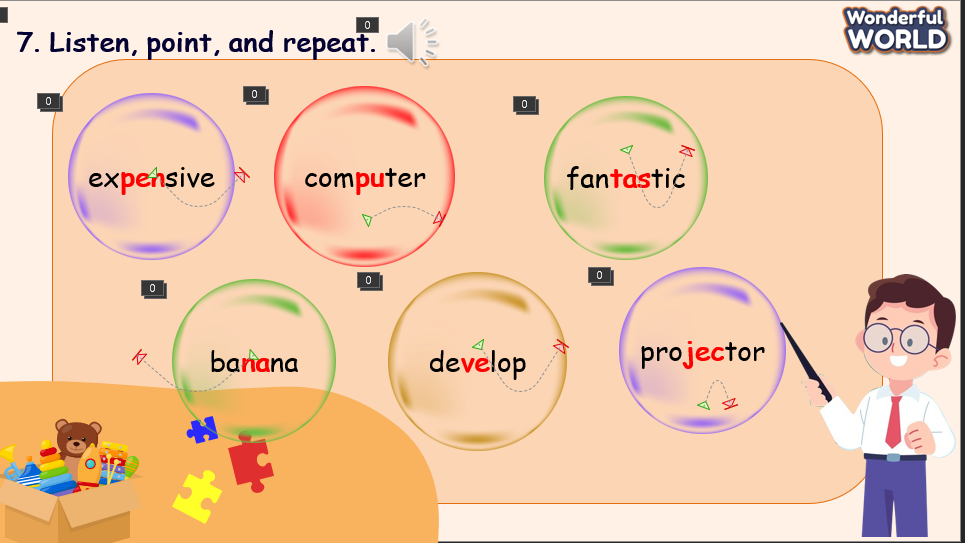 0
7. Listen, point, and repeat.
Wonderful
WORLD
0
0
0
expensive
computer
fantastic
0
0
0
banana
develop
projector